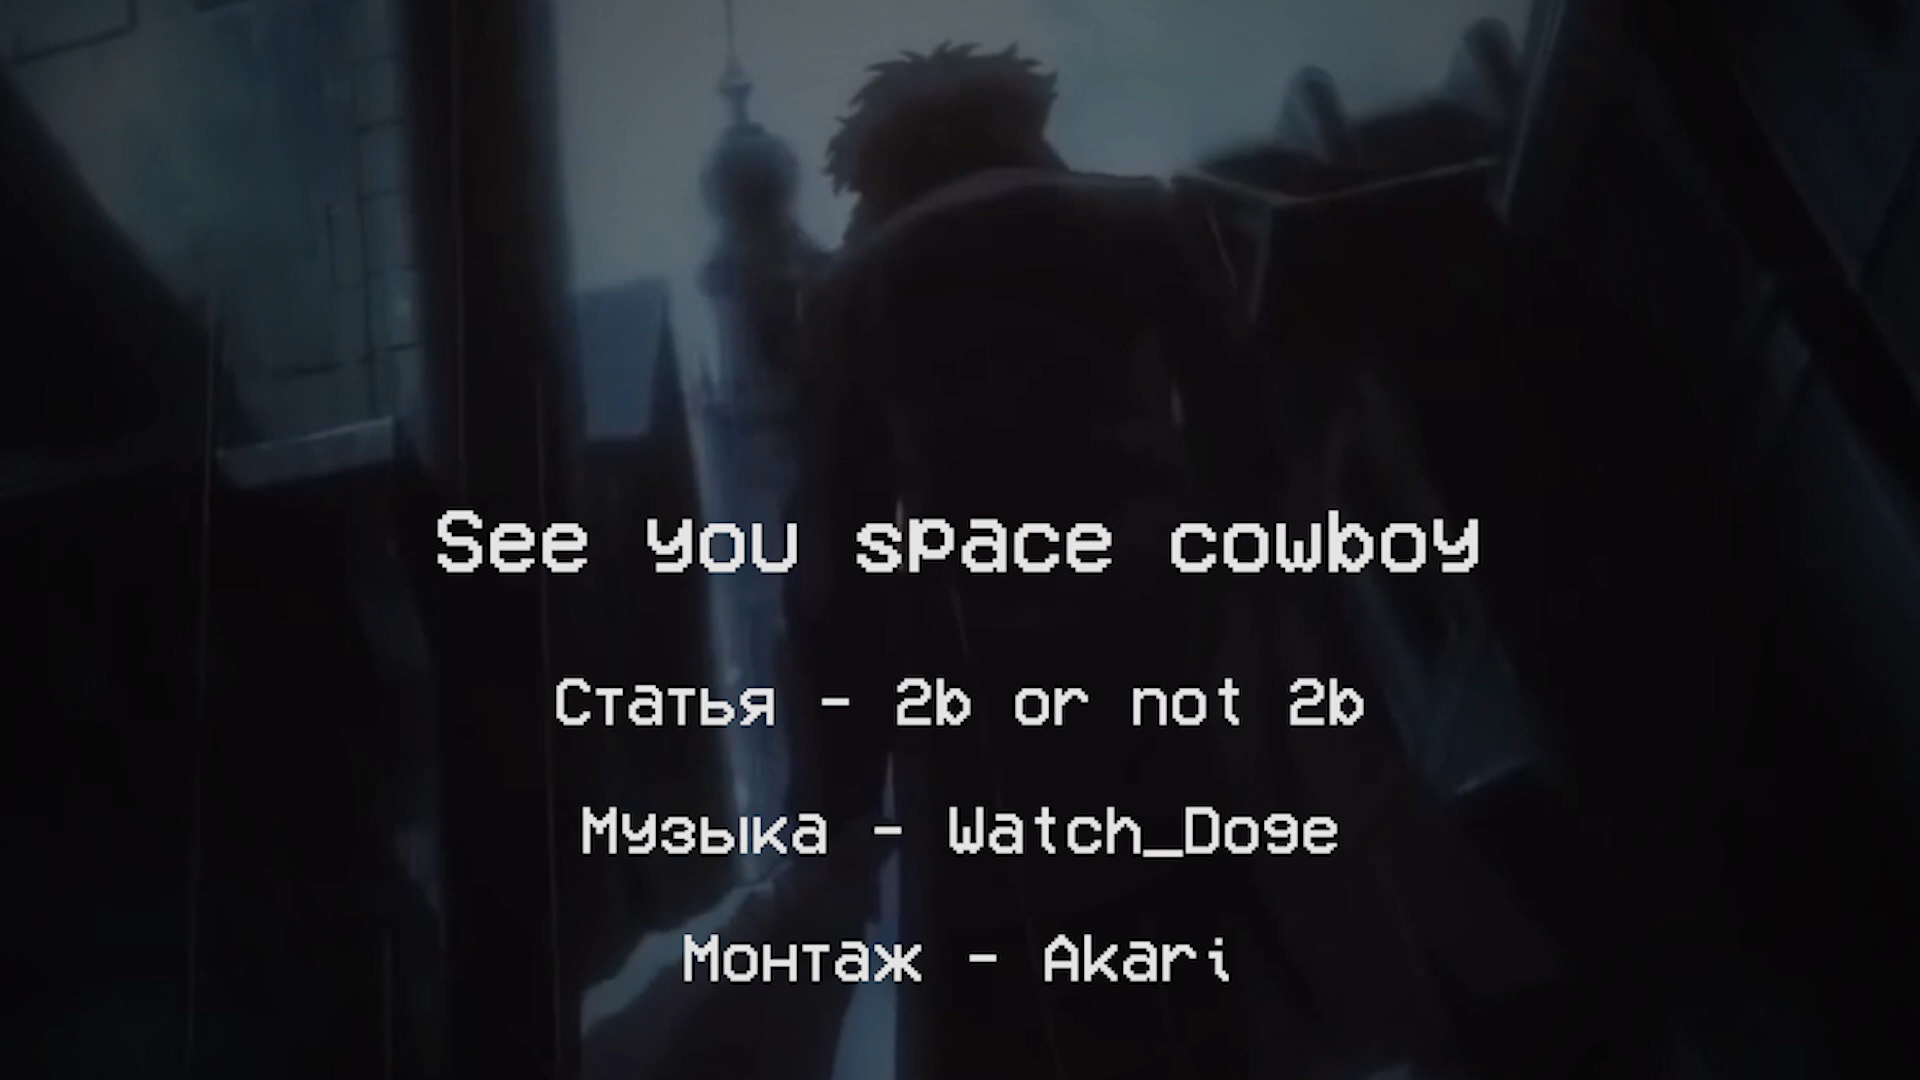 See you space cowboy
Статья - 2b or not 2b
Музыка - Watch_Doge
Монтаж - Akari